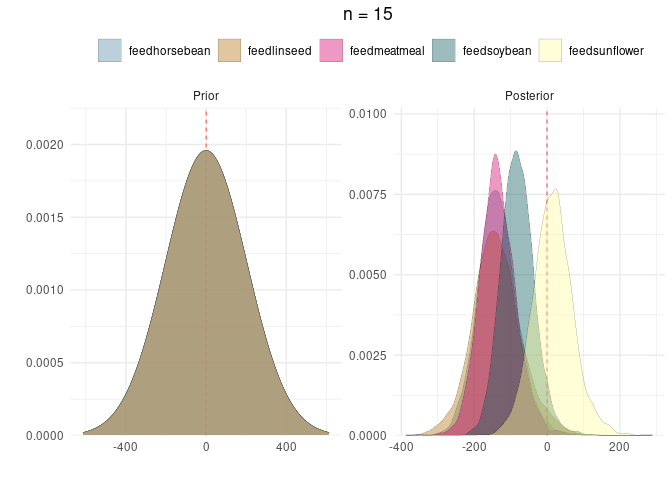 n = 15
feedhorsebean feedlinseed feedmeatmeal feedsoybean feedsunflower
Prior Posterior
0.0020
0.0015
0.0010
0.0005
0.0000
-400 0 400
0.0100
0.0075
0.0050
0.0025
0.0000
-400 -200 0 200